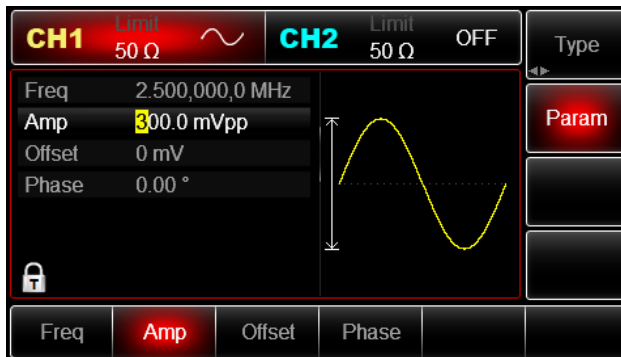 CH1 Limit 50 Ω
CH2 Limit 50 Ω OFF
Type
Freq 2.500,000,0 MHz
Amp 300.0 mVpp
Offset 0 mV
Phase 0.00 °
Param
T
Freq Amp Offset Phase